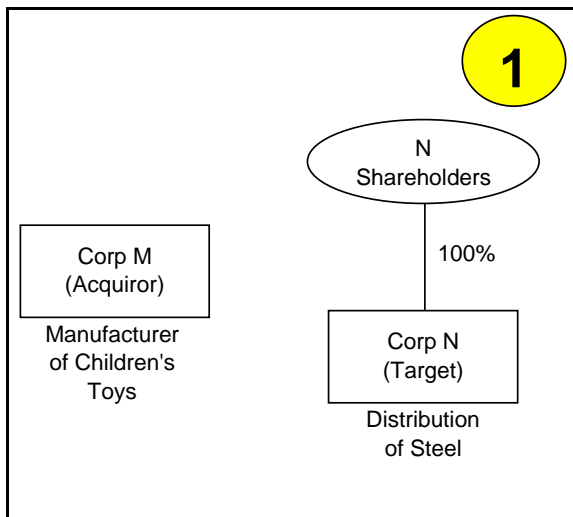 1
N
Shareholders
100%
Corp M
(Acquiror)
Manufacturer
of Children's
Toys
Corp N
(Target)
Distribution
of Steel